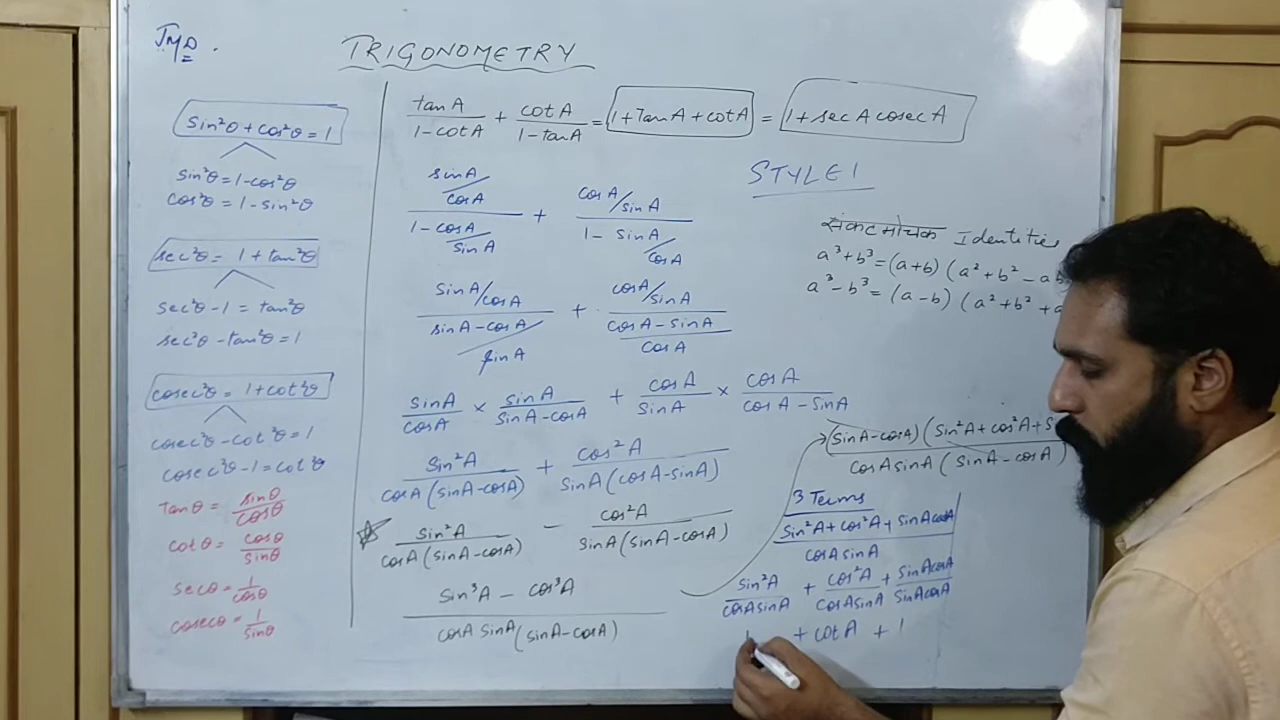 JMD.
TRIGONOMETRY
sin²θ + cos²θ = 1
sin²θ = 1 - cos²θ
cos²θ = 1 - sin²θ
sec²θ = 1 + tan²θ
sec²θ - 1 = tan²θ
sec²θ - tan²θ = 1
cosec²θ = 1 + cot²θ
cosec²θ - cot²θ = 1
cosec²θ - 1 = cot²θ
Tanθ = sinθ/cosθ
cotθ = cosθ/sinθ
secθ = 1/cosθ
cosecθ = 1/sinθ
tanA/(1-cotA) + cotA/(1-tanA) = 1+TanA+cotA = 1+secA cosecA
(sinA/cosA)/(1-cosA/sinA) + (cosA/sinA)/(1-sinA/cosA)
(sinA/cosA)/((sinA-cosA)/sinA) + (cosA/sinA)/((cosA-sinA)/cosA)
sinA/cosA × sinA/(sinA-cosA) + cosA/sinA × cosA/(cosA-sinA)
sin²A/(cosA(sinA-cosA)) + cos²A/(sinA(cosA-sinA))
sin²A/(cosA(sinA-cosA)) - cos²A/(sinA(sinA-cosA))
(sin³A - cos³A)/(cosA sinA(sinA-cosA))
STYLE 1
संकटमोचक Identities
a³+b³=(a+b)(a²+b²-ab
a³-b³=(a-b)(a²+b²+a
(sinA-cosA)(sin²A+cos²A+s
cosA sinA(sinA-cosA)
3 Terms
(sin²A+cos²A+sinAcosA)/(cosA sinA)
sin²A/(cosAsinA) + cos²A/(cosAsinA) + sinAcosA/(sinAcosA)
+ cotA + 1